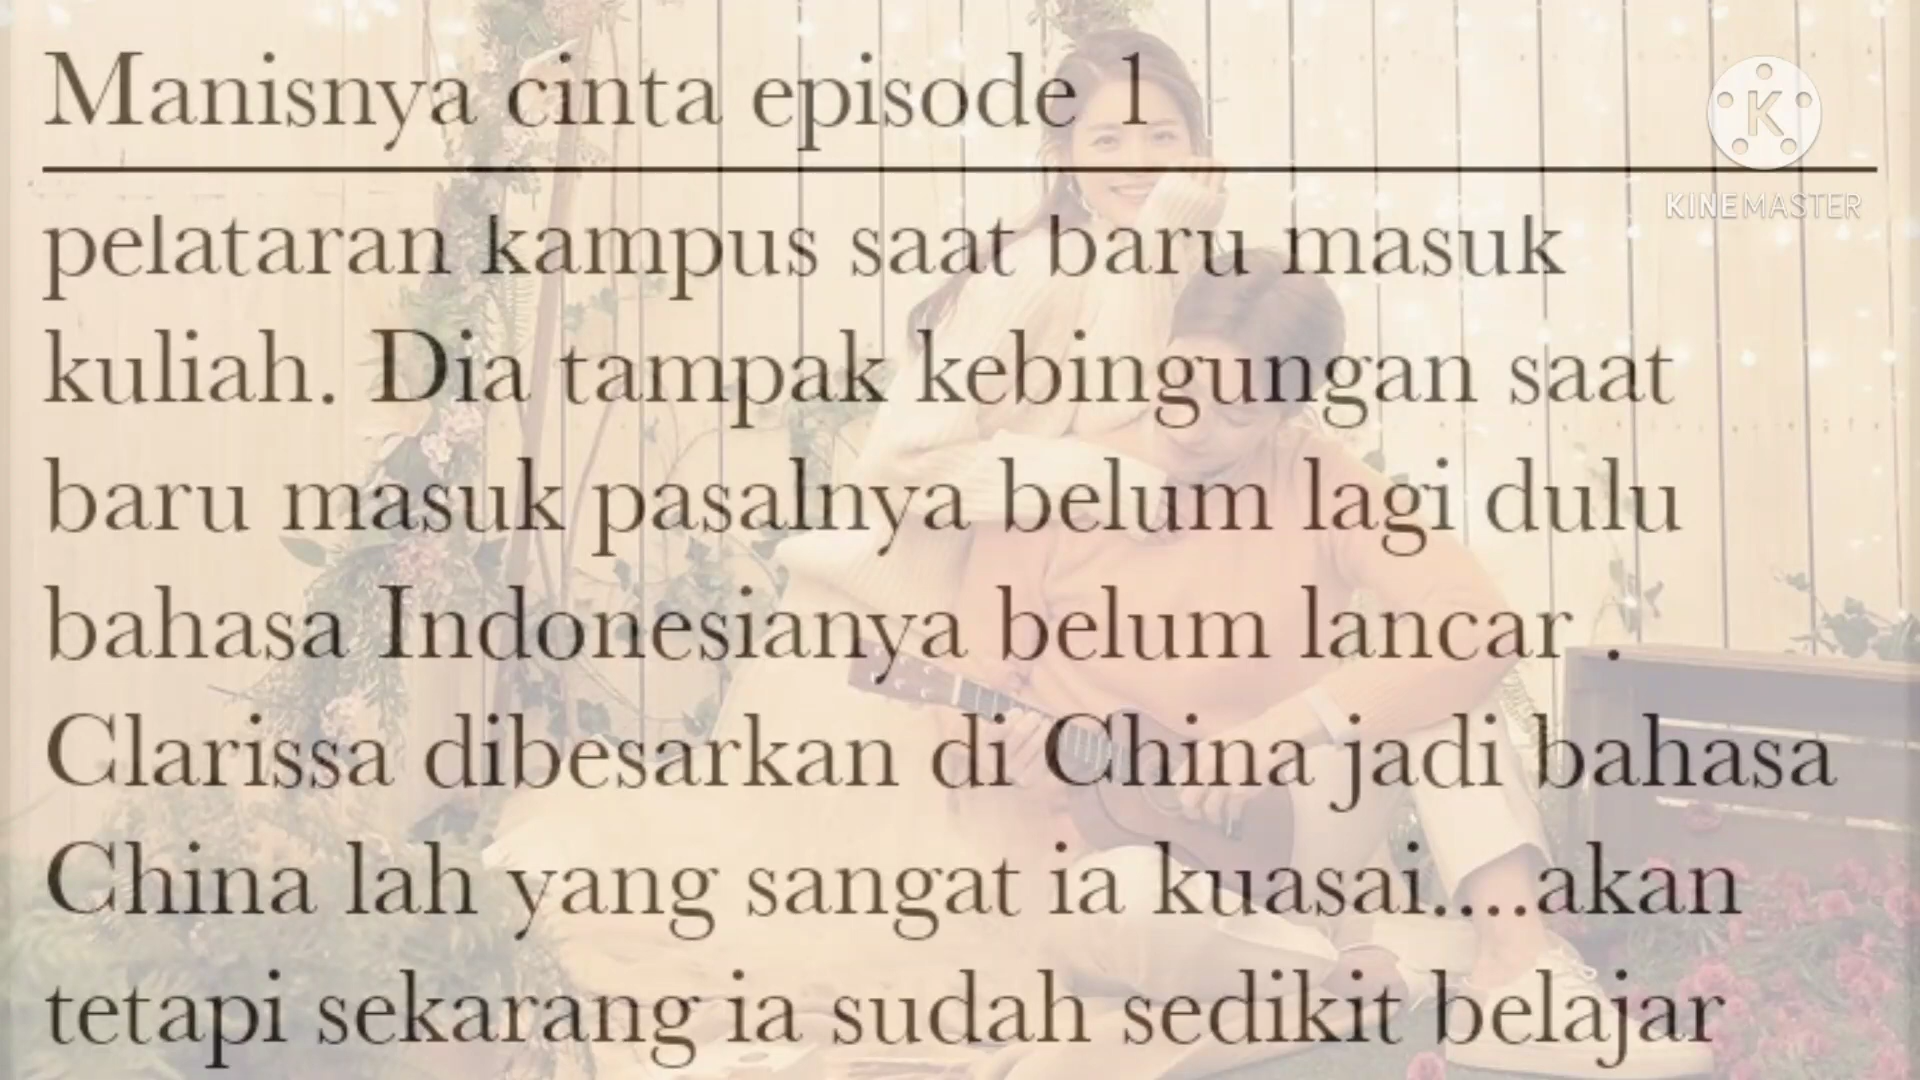 Manisnya cinta episode 1
K
KINEMASTER
pelataran kampus saat baru masuk
kuliah. Dia tampak kebingungan saat
baru masuk pasalnya belum lagi dulu
bahasa Indonesianya belum lancar .
Clarissa dibesarkan di China jadi bahasa
China lah yang sangat ia kuasai....akan
tetapi sekarang ia sudah sedikit belajar